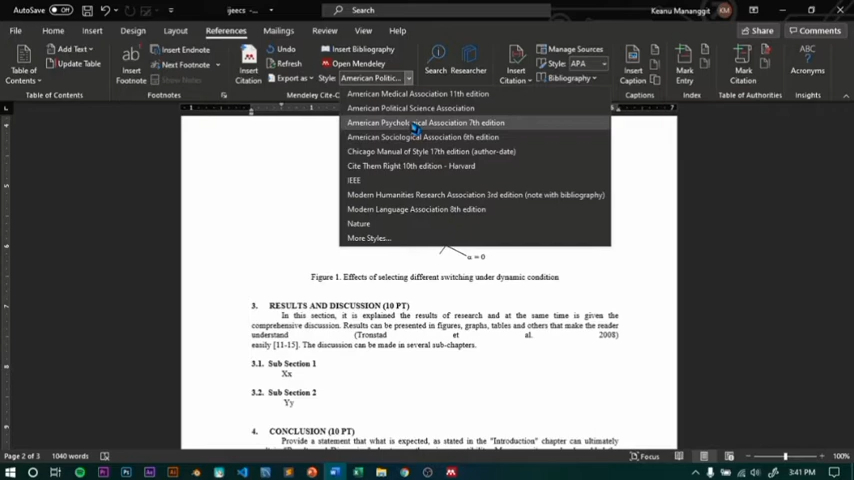 AutoSave Off ijeecs - ... Search Keanu Mananggit KM
File Home Insert Design Layout References Mailings Review View Help Share Comments
Table of Contents
Add Text
Update Table
Table of Contents
Insert Footnote
Insert Endnote
Next Footnote
Footnotes
Insert Citation
Undo
Refresh
Export as
Insert Bibliography
Open Mendeley
Style: American Politic...
Mendeley Cite-O
Search
Researcher
Insert Citation
Manage Sources
Style: APA
Bibliography
Insert Caption
Captions
Mark Entry
Index
Mark Citation
Acronyms
Acronyms
American Medical Association 11th edition
American Political Science Association
American Psychological Association 7th edition
American Sociological Association 6th edition
Chicago Manual of Style 17th edition (author-date)
Cite Them Right 10th edition - Harvard
IEEE
Modern Humanities Research Association 3rd edition (note with bibliography)
Modern Language Association 8th edition
Nature
More Styles...
α = 0
Figure 1. Effects of selecting different switching under dynamic condition
3. RESULTS AND DISCUSSION (10 PT)
In this section, it is explained the results of research and at the same time is given the
comprehensive discussion. Results can be presented in figures, graphs, tables and others that make the reader
understand (Tronstad et al. 2008)
easily [11-15]. The discussion can be made in several sub-chapters.
3.1. Sub Section 1
Xx
3.2. Sub Section 2
Yy
4. CONCLUSION (10 PT)
Provide a statement that what is expected, as stated in the "Introduction" chapter can ultimately
Page 2 of 3 1040 words Focus 100%
3:41 PM